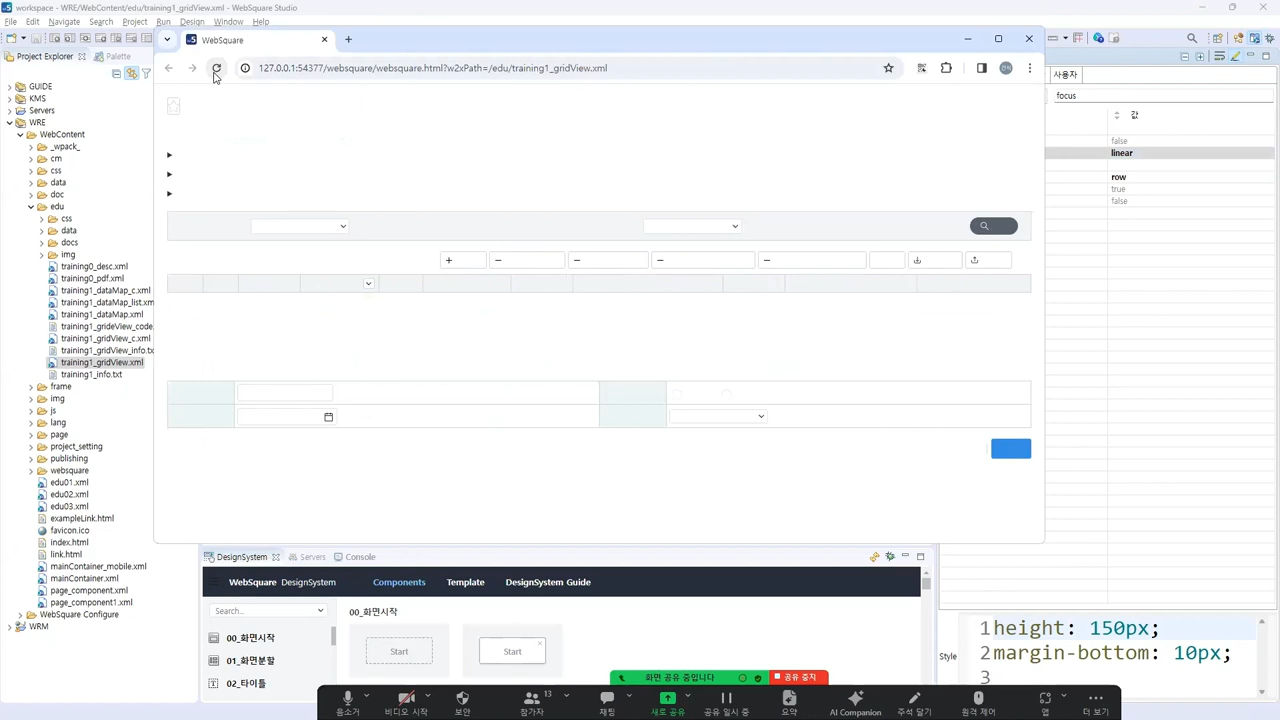 workspace - WRE/WebContent/edu/training1_gridView.xml - WebSquare Studio
File Edit Navigate Search Project Run Design Window Help
Project Explorer
Palette
GUIDE
KMS
Servers
WRE
WebContent
_wpack_
cm
css
data
doc
edu
css
data
docs
img
training0_desc.xml
training0_pdf.xml
training1_dataMap_c.xml
training1_dataMap_list.xm
training1_dataMap.xml
training1_grideView_code.
training1_gridView_c.xml
training1_gridView_info.tx
training1_gridView.xml
training1_info.txt
frame
img
js
lang
page
project_setting
publishing
websquare
edu01.xml
edu02.xml
edu03.xml
exampleLink.html
favicon.ico
index.html
link.html
mainContainer_mobile.xml
mainContainer.xml
page_component.xml
page_component1.xml
WebSquare Configure
WRM
WebSquare
127.0.0.1:54377/websquare/websquare.html?w2xPath=/edu/training1_gridView.xml
사용자
focus
값
false
linear
row
true
false
DesignSystem
Servers
Console
WebSquare DesignSystem
Components
Template
DesignSystem Guide
Search...
00_화면시작
01_화면분할
02_타이틀
00_화면시작
Start
Start
Style
1 height: 150px;
2 margin-bottom: 10px;
3
화면 공유 중입니다
공유 중지
음소거
비디오 시작
보안
13
참가자
채팅
새로 공유
공유 일시 중
요약
AI Companion
주석 달기
원격 제어
앱
더 보기